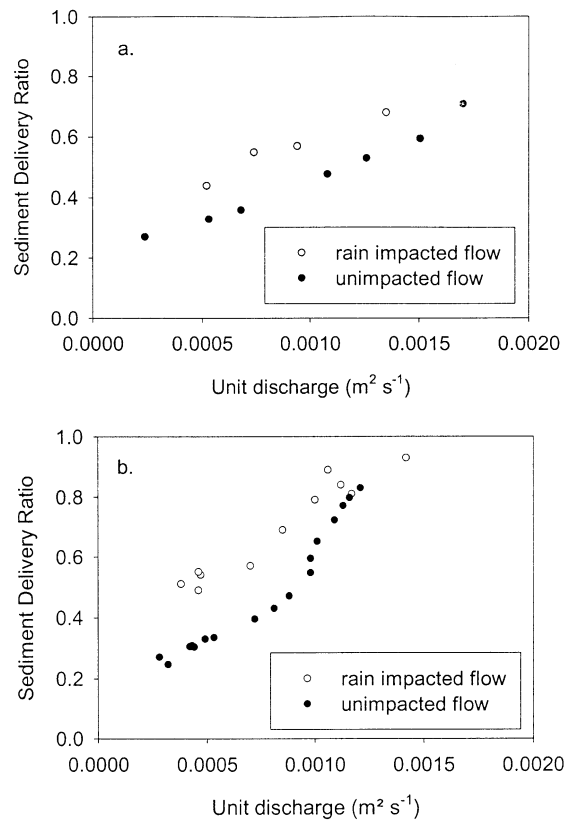 1.0
a.
0.8
0.6
0.4
0.2
0.0
Sediment Delivery Ratio
rain impacted flow
unimpacted flow
0.0000 0.0005 0.0010 0.0015 0.0020
Unit discharge (m² s⁻¹)
1.0
b.
0.8
0.6
0.4
0.2
0.0
Sediment Delivery Ratio
rain impacted flow
unimpacted flow
0.0000 0.0005 0.0010 0.0015 0.0020
Unit discharge (m² s⁻¹)